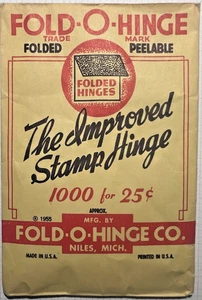 FOLD-O-HINGE
TRADE MARK
FOLDED PEELABLE
FOLDED
HINGES
The Improved
Stamp Hinge
1000 for 25¢
APPROX.
© 1955
MFG. BY
FOLD-O-HINGE CO.
NILES, MICH.
MADE IN U.S.A. PRINTED IN U.S.A.